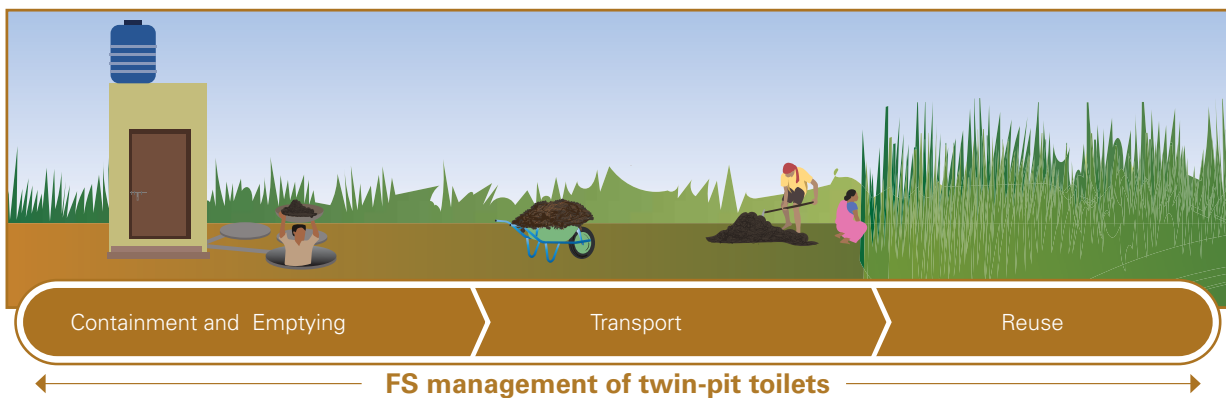 Containment and Emptying
Transport
Reuse
FS management of twin-pit toilets